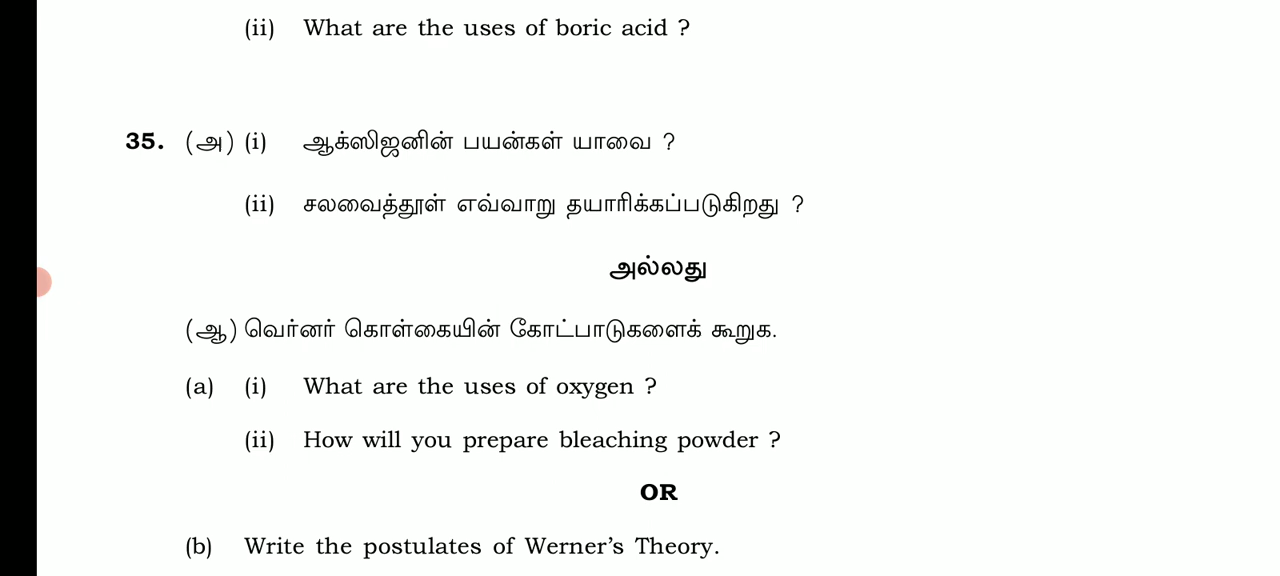 (ii) What are the uses of boric acid ?
35. (அ) (i) ஆக்ஸிஜனின் பயன்கள் யாவை ?
(ii) சலவைத்தூள் எவ்வாறு தயாரிக்கப்படுகிறது ?
அல்லது
(ஆ) வெர்னர் கொள்கையின் கோட்பாடுகளைக் கூறுக.
(a) (i) What are the uses of oxygen ?
(ii) How will you prepare bleaching powder ?
OR
(b) Write the postulates of Werner’s Theory.